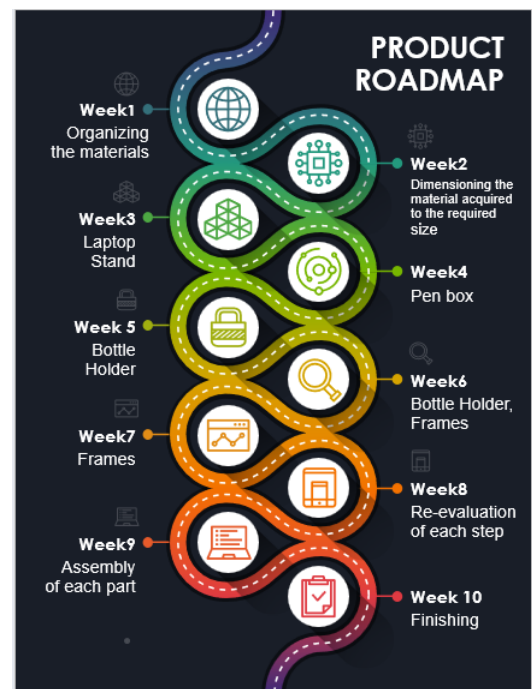 PRODUCT
ROADMAP
Week1
Organizing
the materials
Week2
Dimensioning the
material acquired
to the required
size
Week3
Laptop
Stand
Week4
Pen box
Week 5
Bottle
Holder
Week6
Bottle Holder,
Frames
Week7
Frames
Week8
Re-evaluation
of each step
Week9
Assembly
of each part
Week 10
Finishing